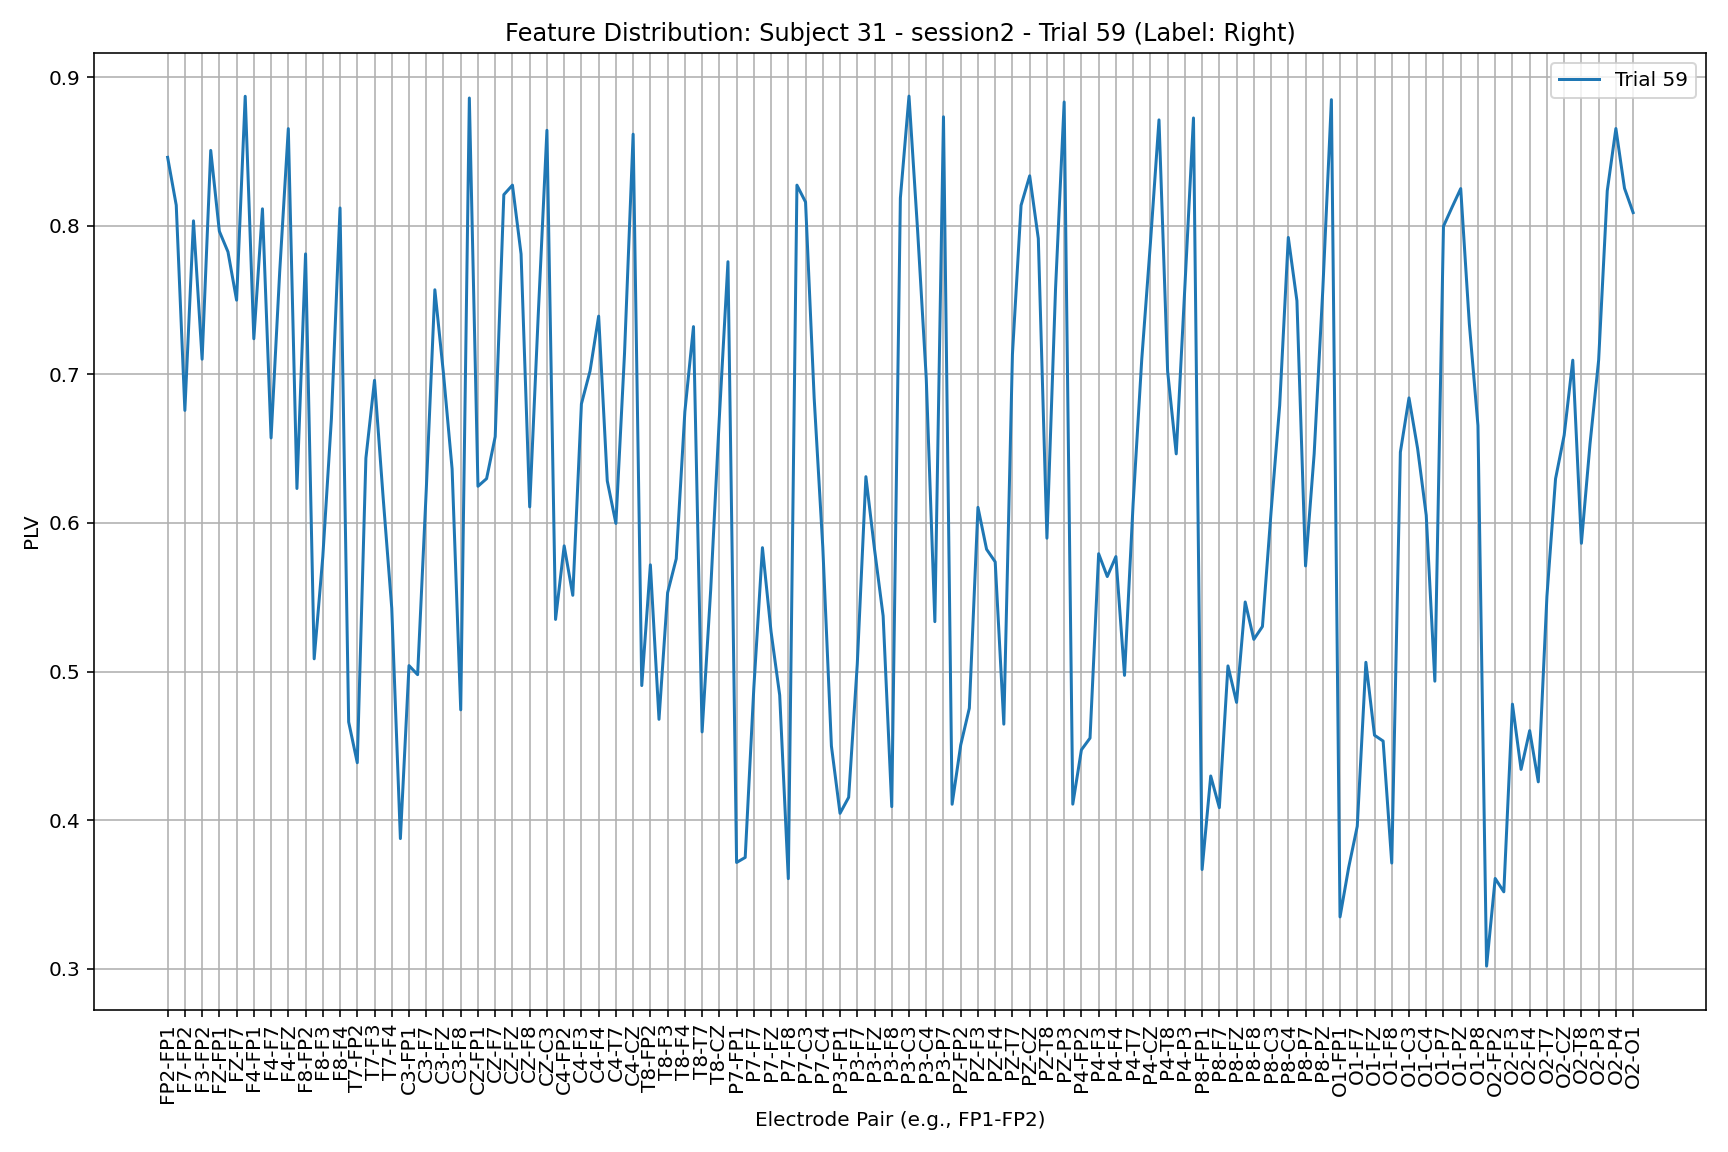 Feature Distribution: Subject 31 - session2 - Trial 59 (Label: Right)
Trial 59
0.9
0.8
0.7
0.6
0.5
0.4
0.3
PLV
FP2-FP1
F7-FP2
F3-FP2
FZ-FP1
FZ-F7
F4-FP1
F4-F7
F4-FZ
F8-FP2
F8-F3
F8-F4
T7-FP2
T7-F3
T7-F4
C3-FP1
C3-F7
C3-FZ
C3-F8
CZ-FP1
CZ-F7
CZ-FZ
CZ-F8
CZ-C3
C4-FP2
C4-F3
C4-F4
C4-T7
C4-CZ
T8-FP2
T8-F3
T8-F4
T8-T7
T8-CZ
P7-FP1
P7-F7
P7-FZ
P7-F8
P7-C3
P7-C4
P3-FP1
P3-F7
P3-FZ
P3-F8
P3-C3
P3-C4
P3-P7
PZ-FP2
PZ-F3
PZ-F4
PZ-T7
PZ-CZ
PZ-T8
PZ-P3
P4-FP2
P4-F3
P4-F4
P4-T7
P4-CZ
P4-T8
P4-P3
P8-FP1
P8-F7
P8-FZ
P8-F8
P8-C3
P8-C4
P8-P7
P8-PZ
O1-FP1
O1-F7
O1-FZ
O1-F8
O1-C3
O1-C4
O1-P7
O1-PZ
O1-P8
O2-FP2
O2-F3
O2-F4
O2-T7
O2-CZ
O2-T8
O2-P3
O2-P4
O2-O1
Electrode Pair (e.g., FP1-FP2)